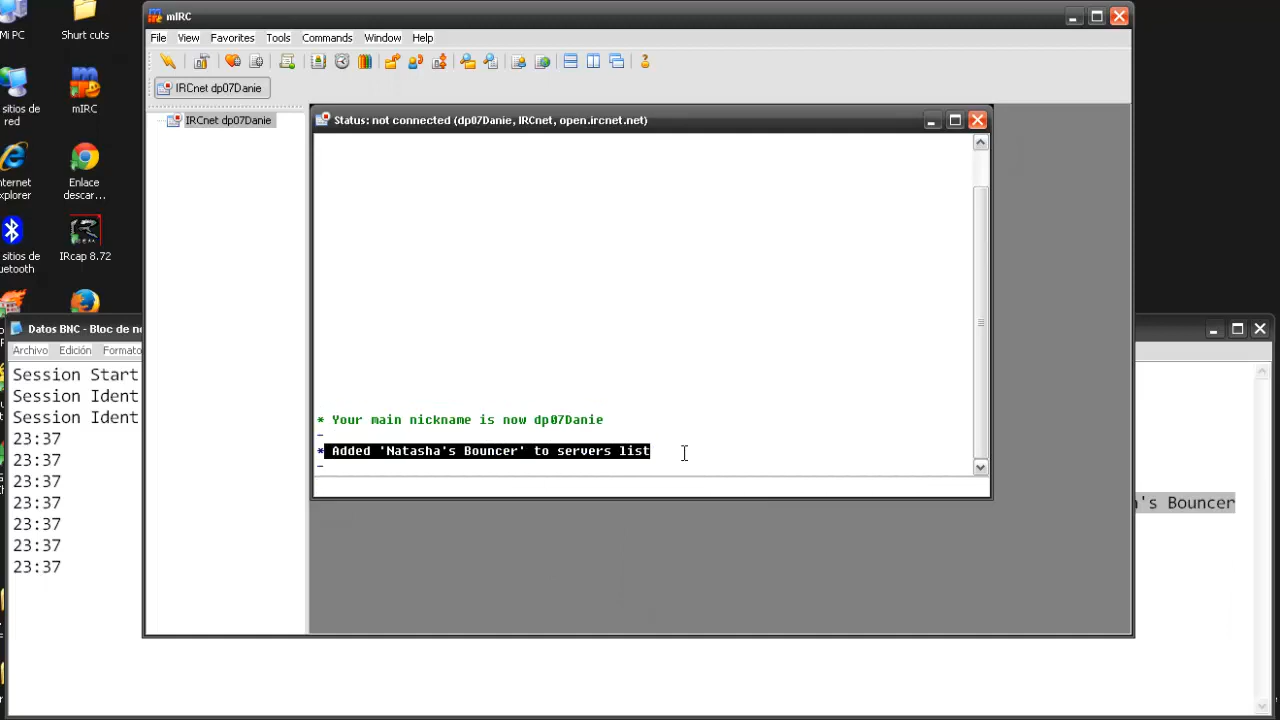 mIRC
File View Favorites Tools Commands Window Help
IRCnet dp07Danie
IRCnet dp07Danie
Status: not connected (dp07Danie, IRCnet, open.ircnet.net)
* Your main nickname is now dp07Danie
-
* Added 'Natasha's Bouncer' to servers list
-
Mi PC
Shurt cuts
sitios de
red
mIRC
nternet
xplorer
Enlace
descar...
sitios de
uetooth
IRcap 8.72
Datos BNC - Bloc de n
Archivo Edición Formato
Session Start
Session Ident
Session Ident
23:37
23:37
23:37
23:37
's Bouncer
23:37
23:37
23:37